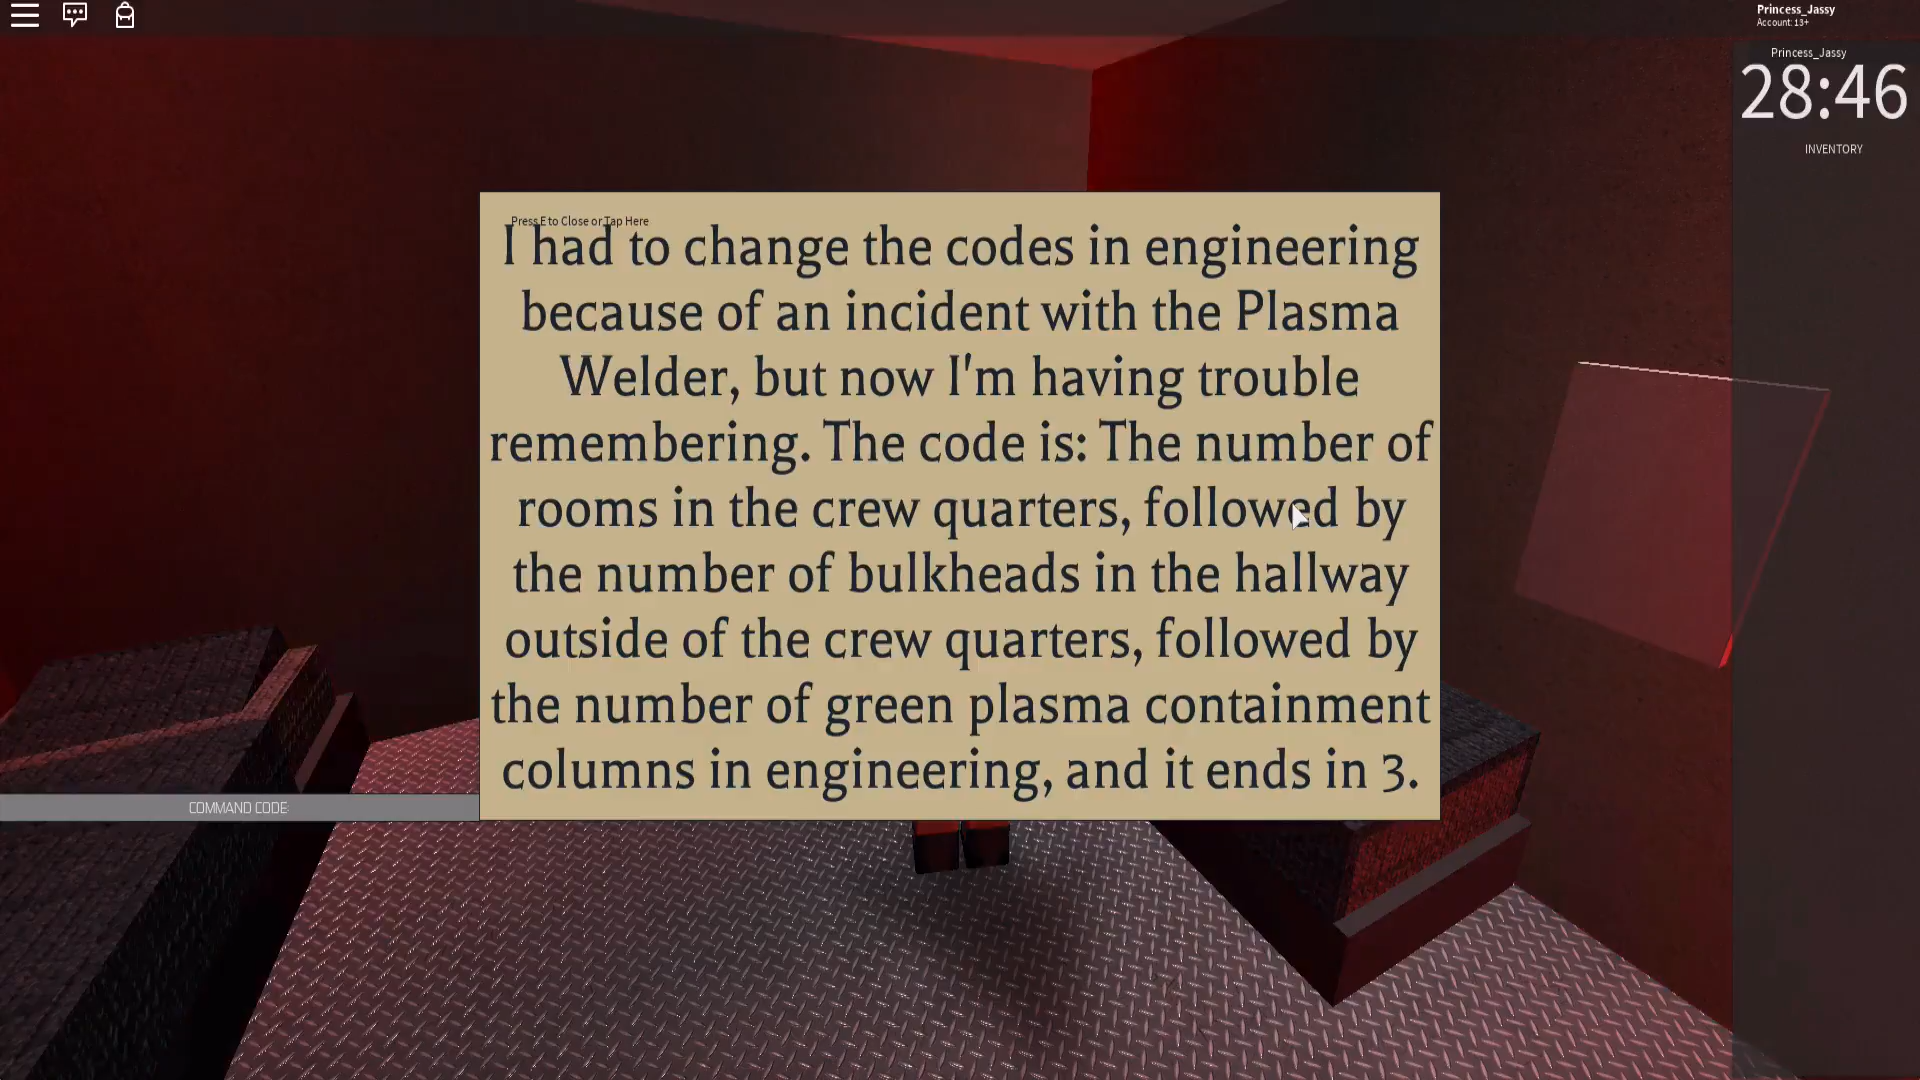 Princess_Jassy
Account: 13+
Princess_Jassy
28:46
INVENTORY
Press E to Close or Tap Here
I had to change the codes in engineering
because of an incident with the Plasma
Welder, but now I'm having trouble
remembering. The code is: The number of
rooms in the crew quarters, followed by
the number of bulkheads in the hallway
outside of the crew quarters, followed by
the number of green plasma containment
columns in engineering, and it ends in 3.
COMMAND CODE: